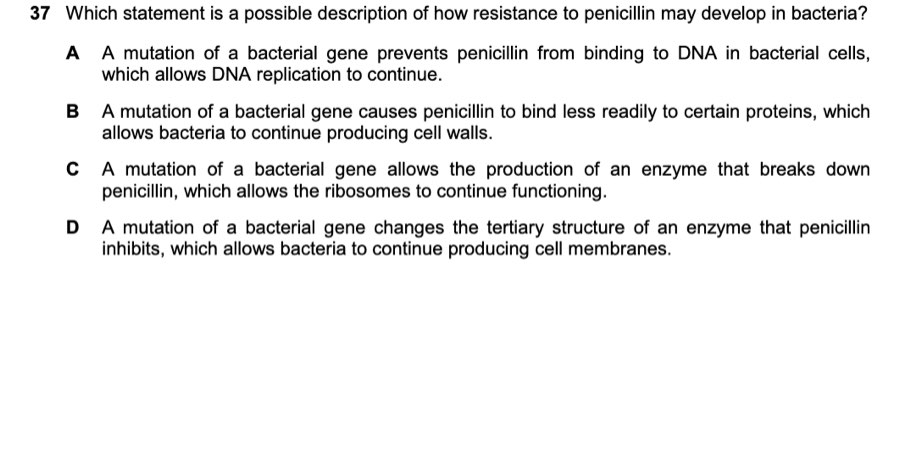 37 Which statement is a possible description of how resistance to penicillin may develop in bacteria?
A A mutation of a bacterial gene prevents penicillin from binding to DNA in bacterial cells,
which allows DNA replication to continue.
B A mutation of a bacterial gene causes penicillin to bind less readily to certain proteins, which
allows bacteria to continue producing cell walls.
C A mutation of a bacterial gene allows the production of an enzyme that breaks down
penicillin, which allows the ribosomes to continue functioning.
D A mutation of a bacterial gene changes the tertiary structure of an enzyme that penicillin
inhibits, which allows bacteria to continue producing cell membranes.